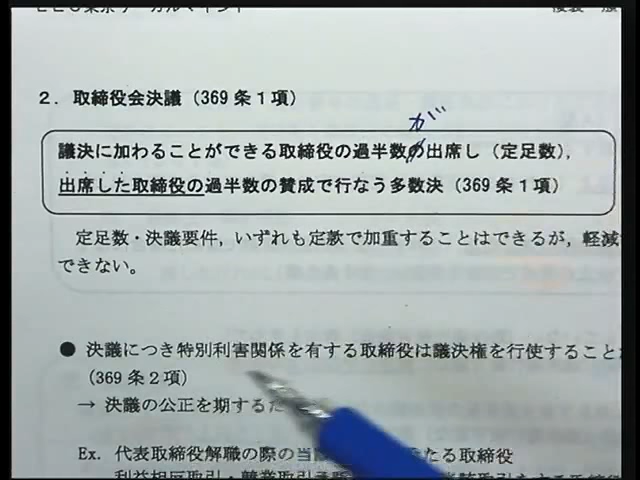 2．取締役会決議（369条1項）
が
議決に加わることができる取締役の過半数の出席し（定足数），
出席した取締役の過半数の賛成で行なう多数決（369条1項）
定足数・決議要件，いずれも定款で加重することはできるが，軽減
できない。
● 決議につき特別利害関係を有する取締役は議決権を行使すること
（369条2項）
→ 決議の公正を期する
Ex. 代表取締役解職の際の当 たる取締役